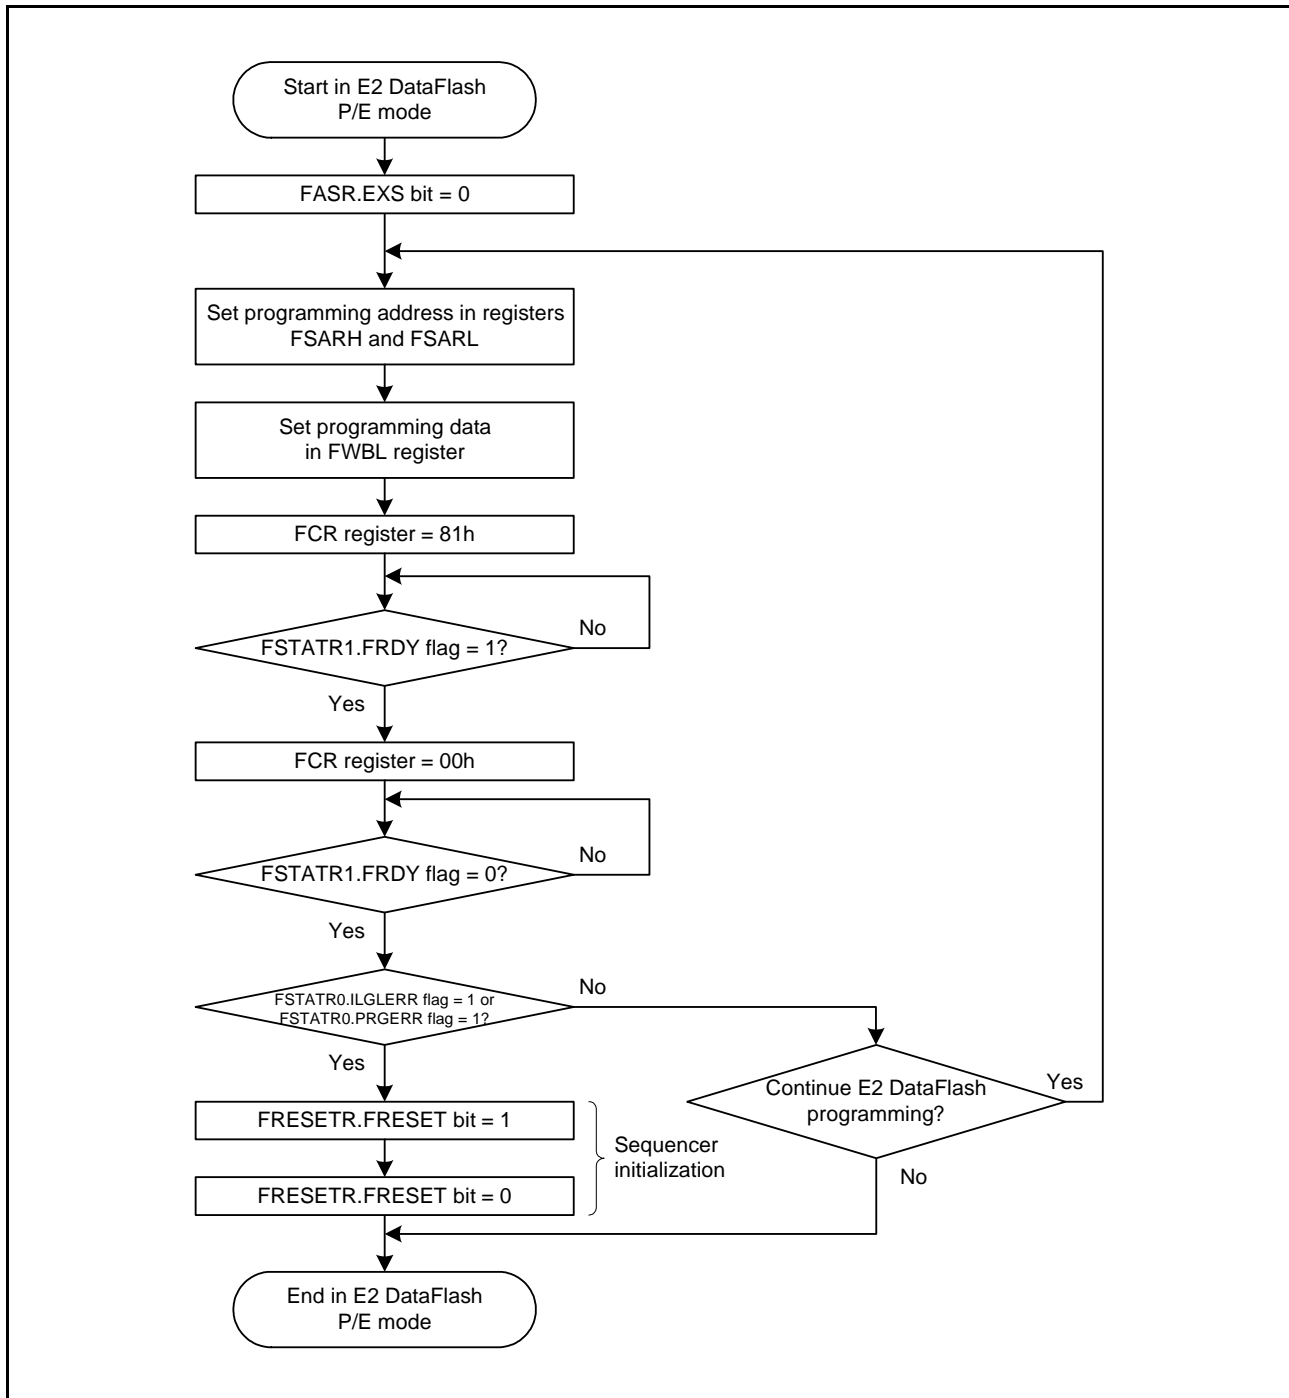 Start in E2 DataFlash
P/E mode
FASR.EXS bit = 0
Set programming address in registers
FSARH and FSARL
Set programming data
in FWBL register
FCR register = 81h
FSTATR1.FRDY flag = 1?
No
Yes
FCR register = 00h
FSTATR1.FRDY flag = 0?
No
Yes
FSTATR0.ILGLERR flag = 1 or
FSTATR0.PRGERR flag = 1?
No
Yes
Continue E2 DataFlash
programming?
Yes
No
FRESETR.FRESET bit = 1
FRESETR.FRESET bit = 0
Sequencer
initialization
End in E2 DataFlash
P/E mode